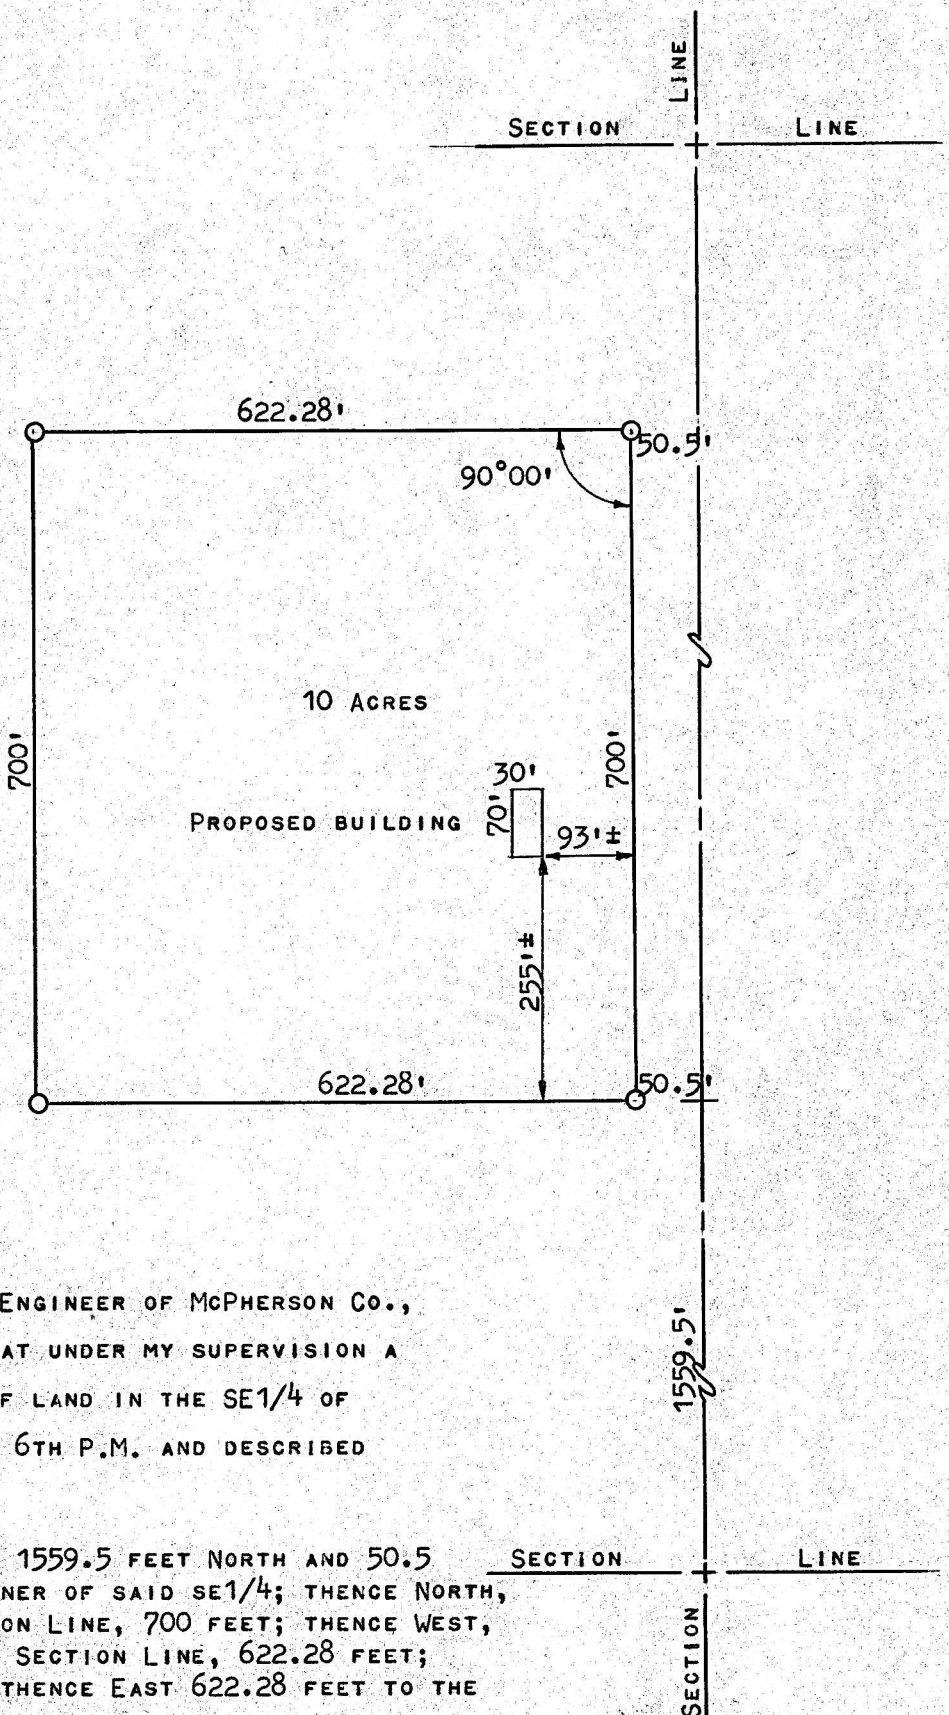 LINE
SECTION LINE
622.28'
50.5'
90°00'
10 ACRES
700'
700'
30'
70'
PROPOSED BUILDING
93'±
255'±
622.28'
50.5'
ENGINEER OF MCPHERSON CO.,
AT UNDER MY SUPERVISION A
F LAND IN THE SE1/4 OF
6TH P.M. AND DESCRIBED
1559.5'
1559.5 FEET NORTH AND 50.5
NER OF SAID SE1/4; THENCE NORTH,
ON LINE, 700 FEET; THENCE WEST,
SECTION LINE, 622.28 FEET;
THENCE EAST 622.28 FEET TO THE
SECTION LINE
SECTION